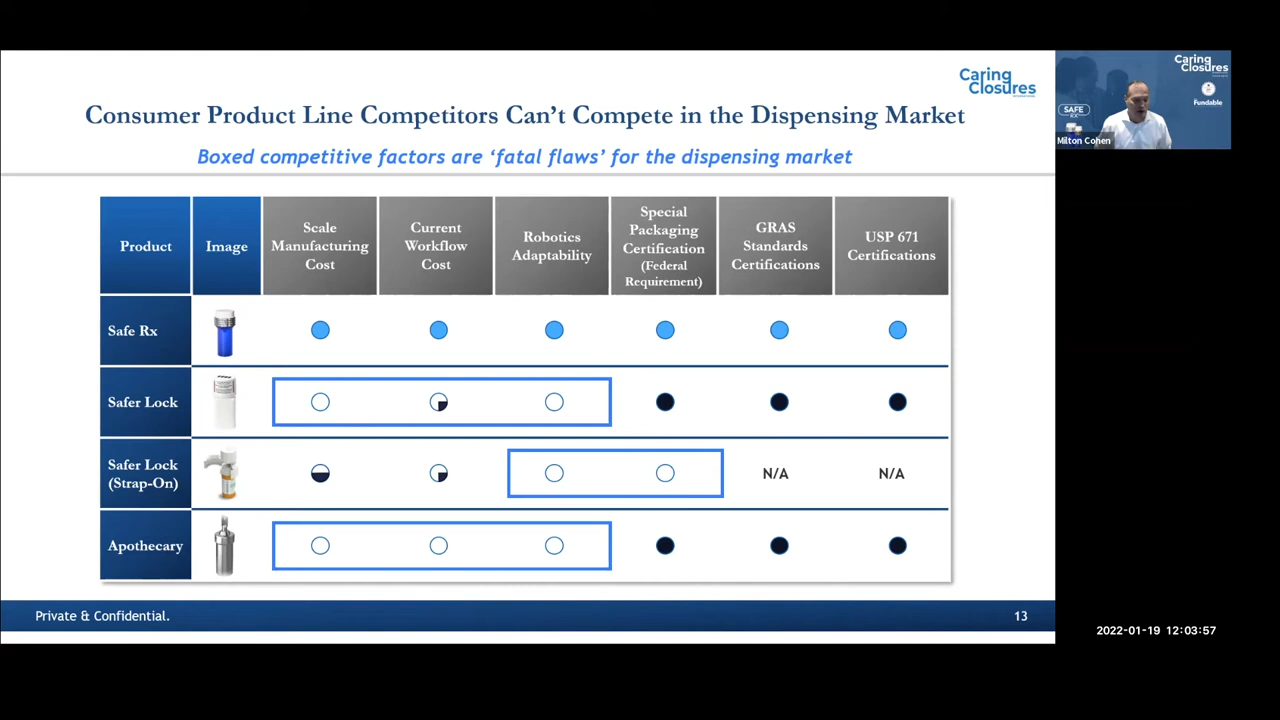 Caring
Closures
Consumer Product Line Competitors Can't Compete in the Dispensing Market
Boxed competitive factors are 'fatal flaws' for the dispensing market
Product
Image
Scale
Manufacturing
Cost
Current
Workflow
Cost
Robotics
Adaptability
Special
Packaging
Certification
(Federal
Requirement)
GRAS
Standards
Certifications
USP 671
Certifications
Safe Rx
Safer Lock
Safer Lock
(Strap-On)
N/A
N/A
Apothecary
Private & Confidential.
13
Caring
Closures
Fundable
SAFE
RX
Milton Cohen
2022-01-19 12:03:57